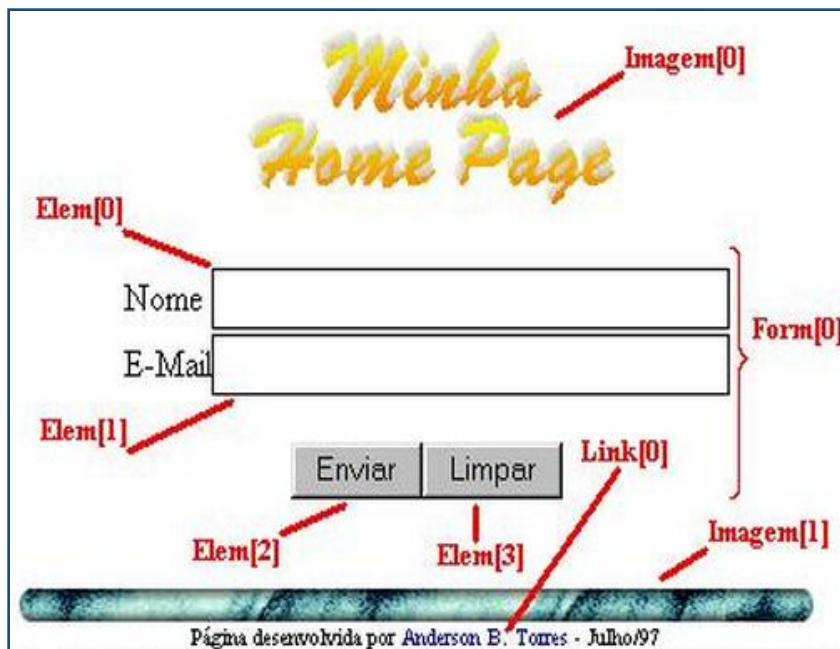 Minha
Home Page
Imagem[0]
Elem[0]
Nome
Form[0]
E-Mail
Elem[1]
Enviar
Limpar
Link[0]
Elem[2]
Elem[3]
Imagem[1]
Página desenvolvida por Anderson B. Torres - Julho/97